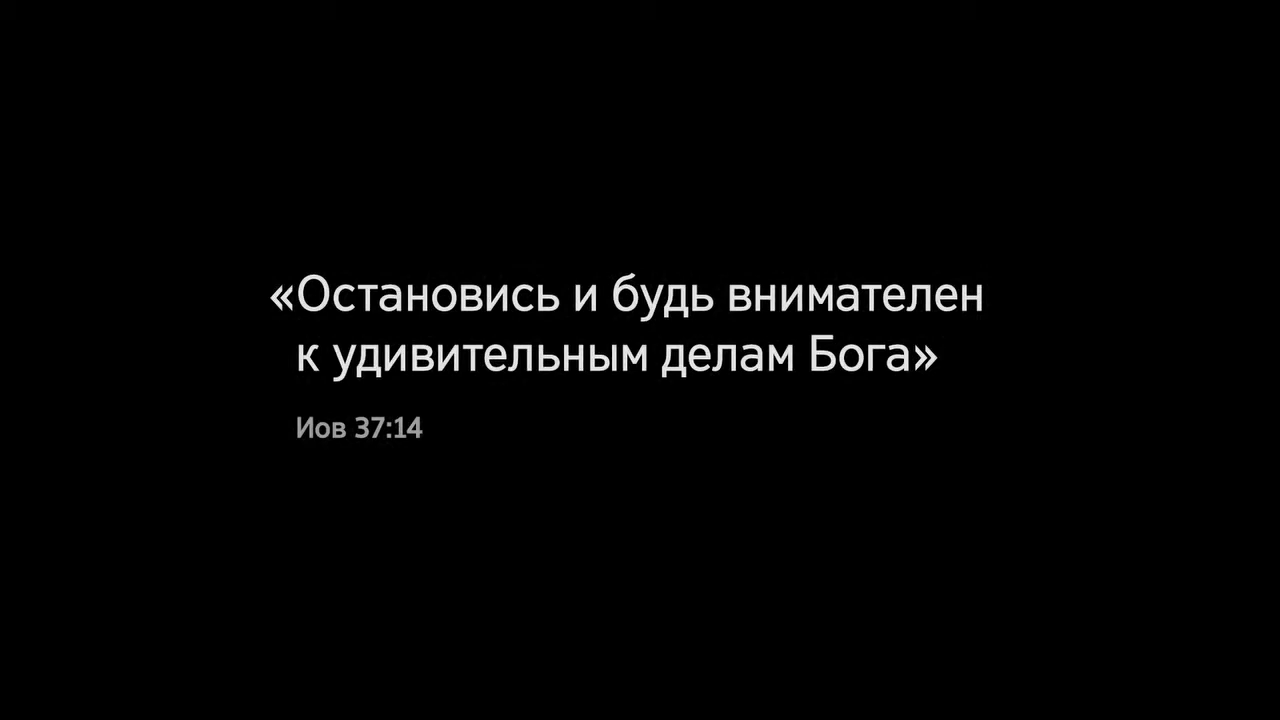 «Остановись и будь внимателен
к удивительным делам Бога»
Иов 37:14